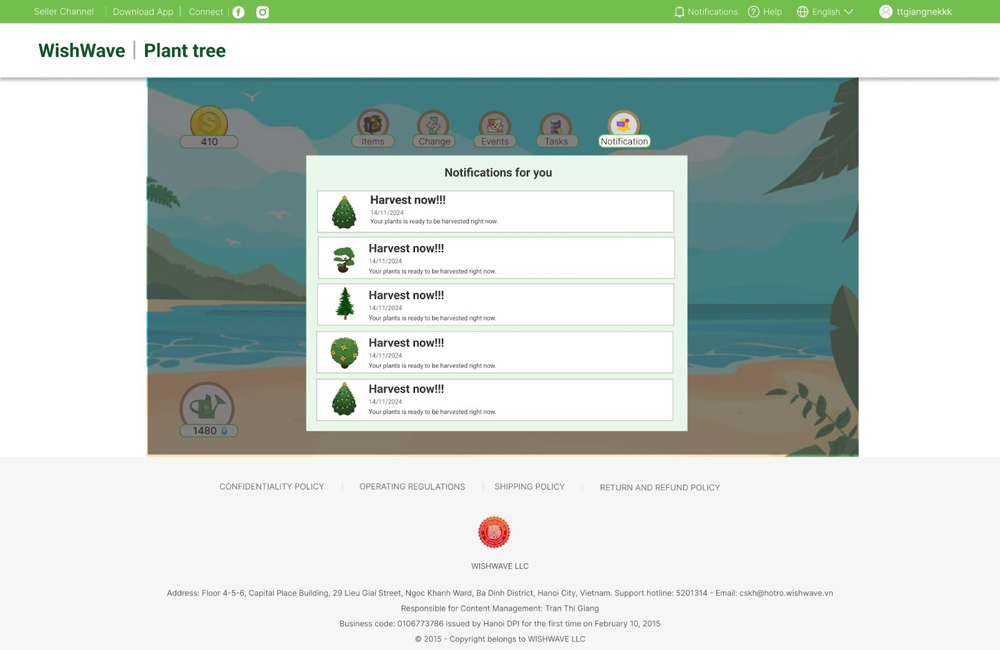 Seller Channel | Download App | Connect | Notifications Help English ttgiangnekkk
WishWave | Plant tree
410 Items Change Events Tasks Notification
Notifications for you
Harvest now!!!
14/11/2024
Your plants is ready to be harvested right now.
Harvest now!!!
14/11/2024
Your plants is ready to be harvested right now.
Harvest now!!!
14/11/2024
Your plants is ready to be harvested right now.
Harvest now!!!
14/11/2024
Your plants is ready to be harvested right now.
Harvest now!!!
14/11/2024
Your plants is ready to be harvested right now.
1480
CONFIDENTIALITY POLICY | OPERATING REGULATIONS | SHIPPING POLICY | RETURN AND REFUND POLICY
WISHWAVE LLC
Address: Floor 4-5-6, Capital Place Building, 29 Lieu Giai Street, Ngoc Khanh Ward, Ba Dinh District, Hanoi City, Vietnam. Support hotline: 5201314 - Email: cskh@hotro.wishwave.vn
Responsible for Content Management: Tran Thi Giang
Business code: 0106773786 issued by Hanoi DPI for the first time on February 10, 2015
© 2015 - Copyright belongs to WISHWAVE LLC